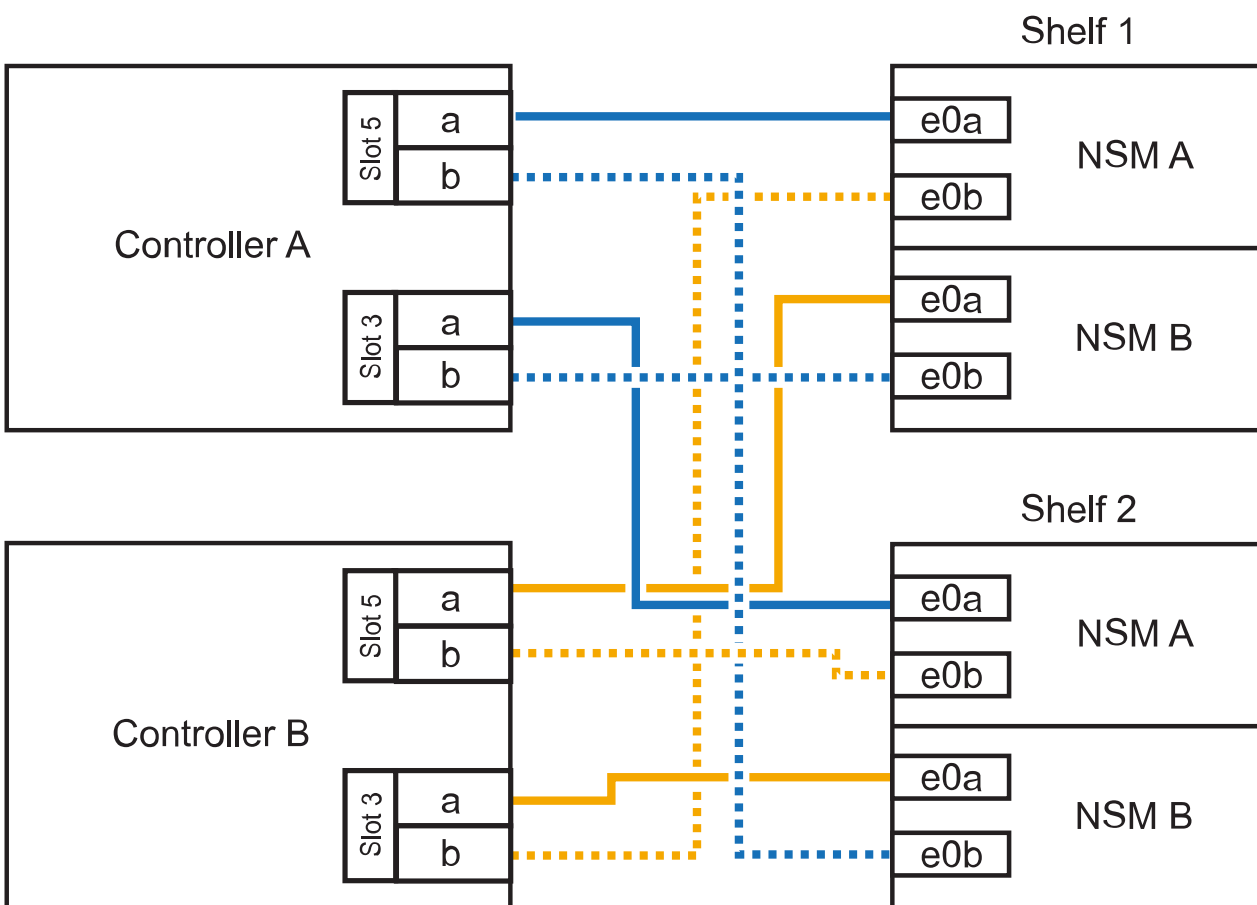 Shelf 1
Slot 5
a
b
Controller A
Slot 3
a
b
e0a
e0b
NSM A
e0a
e0b
NSM B
Shelf 2
Slot 5
a
b
Controller B
Slot 3
a
b
e0a
e0b
NSM A
e0a
e0b
NSM B